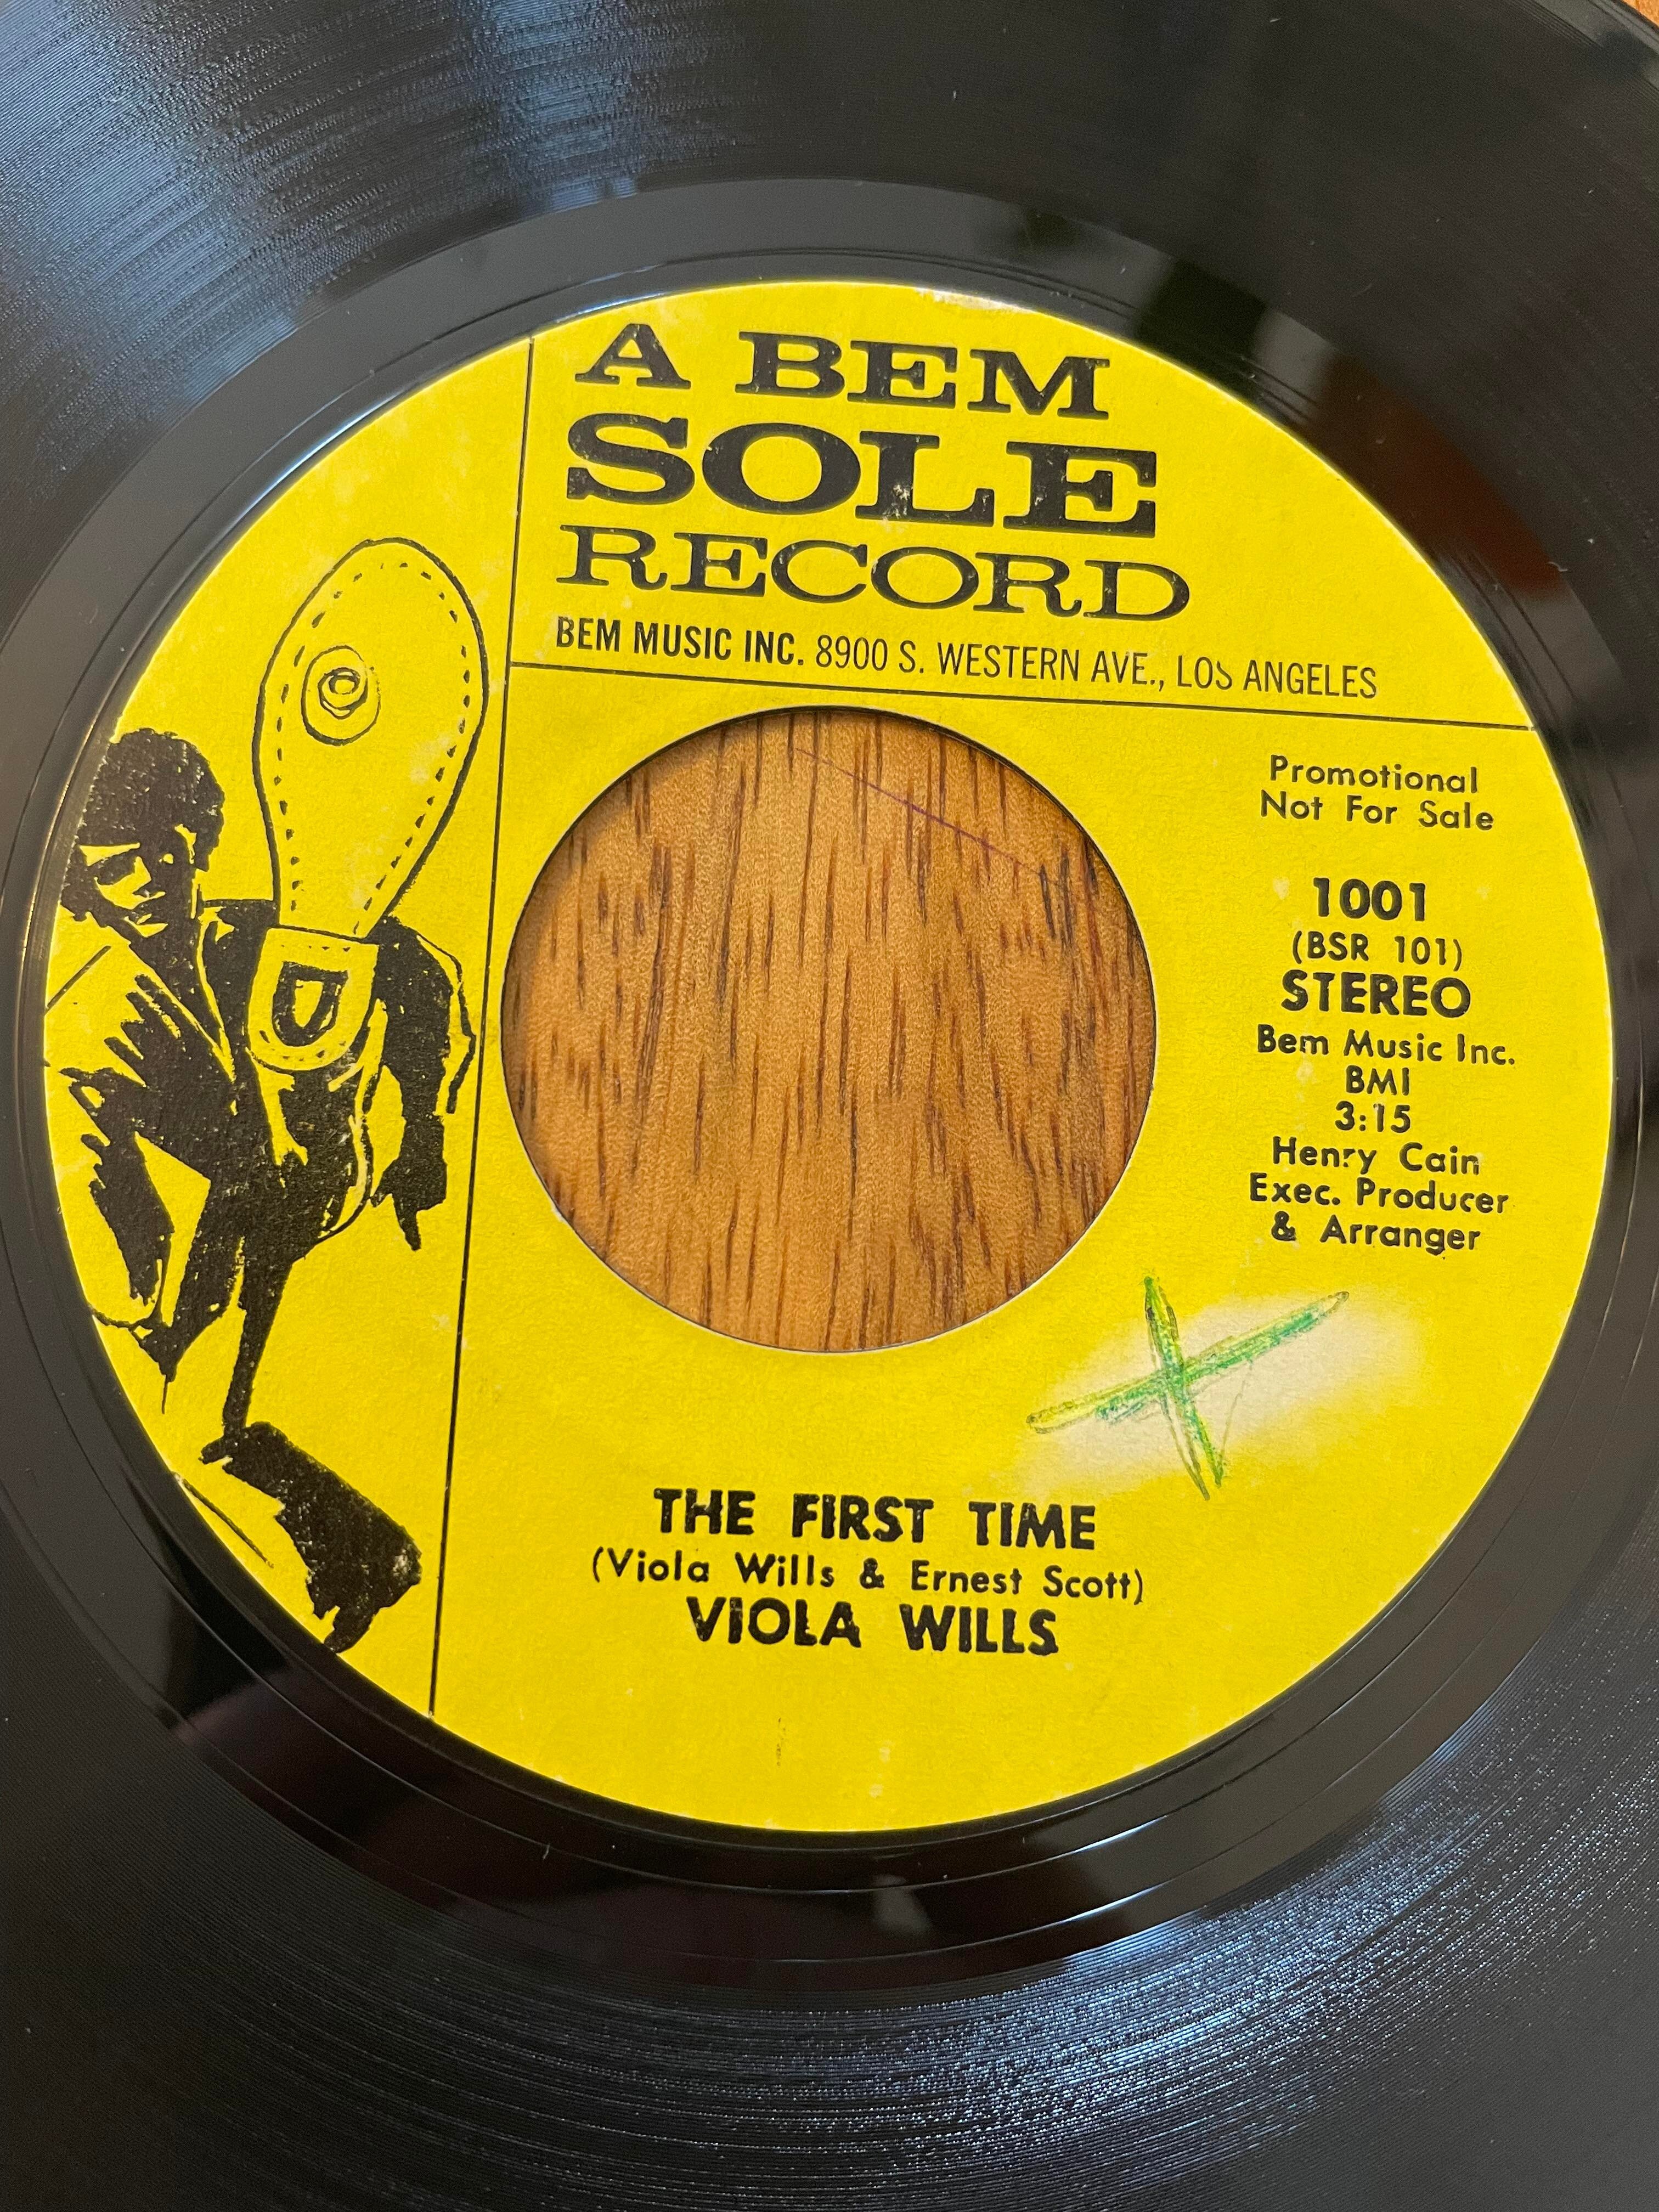 A BEM
SOLE
RECORD
BEM MUSIC INC. 8900 S. WESTERN AVE., LOS ANGELES
Promotional
Not For Sale
1001
(BSR 101)
STEREO
Bem Music Inc.
BMI
3:15
Henry Cain
Exec. Producer
& Arranger
THE FIRST TIME
(Viola Wills & Ernest Scott)
VIOLA WILLS